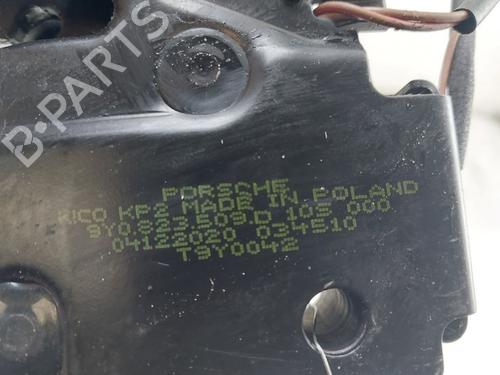 B-PARTS
PORSCHE
KICO KP2 MADE IN POLAND
9Y0.823.509.D 105 000
04122020 034510
T9Y0042